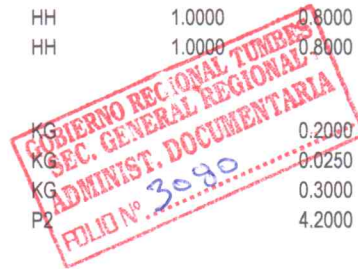 HH 1.0000 0.8000
HH 1.0000 0.8000
GOBIERNO REGIONAL TUMBES
SEC. GENERAL REGIONAL
ADMINIST. DOCUMENTARIA
FOLIO Nº 3080
KG 0.2000
KG 0.0250
KG 0.3000
P2 4.2000